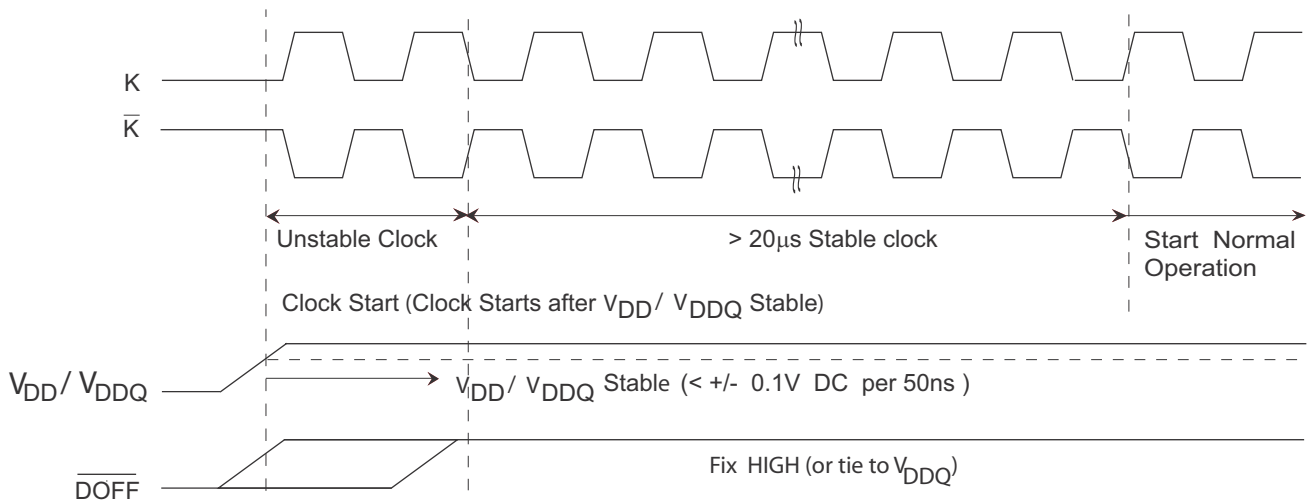 K
K̅
Unstable Clock
> 20μs Stable clock
Start Normal
Operation
Clock Start (Clock Starts after VDD/ VDDQ Stable)
VDD/ VDDQ
VDD/ VDDQ Stable (< +/- 0.1V DC per 50ns )
Fix HIGH (or tie to VDDQ)
D̅O̅F̅F̅